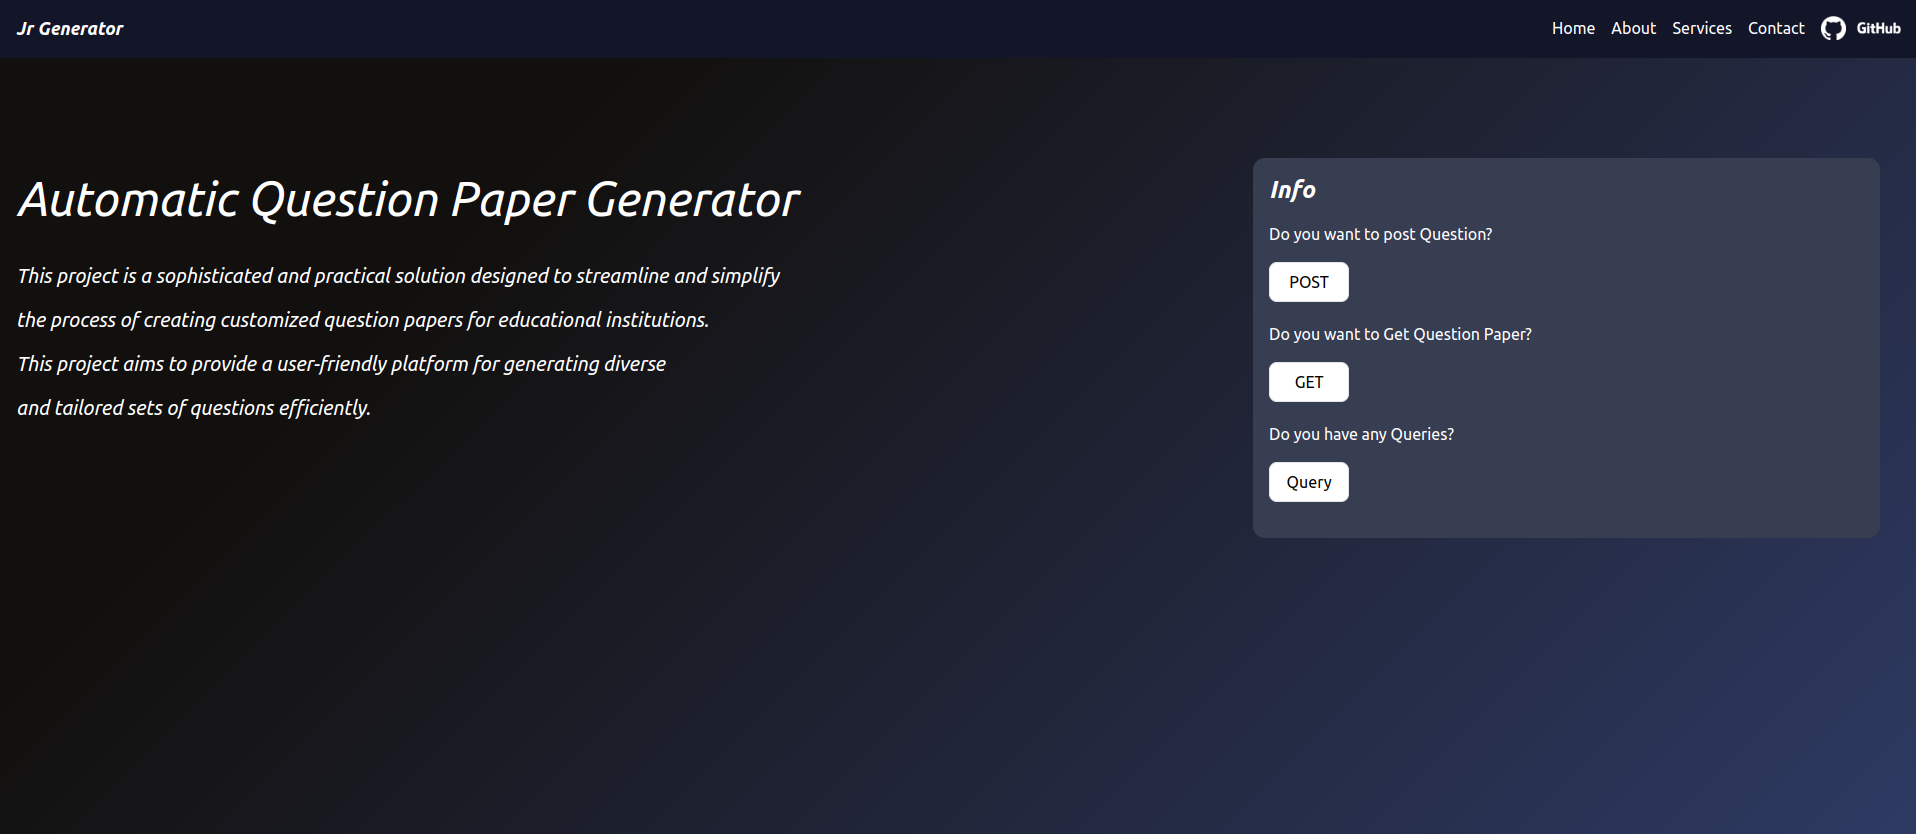 Jr Generator
Home About Services Contact GitHub
Automatic Question Paper Generator
This project is a sophisticated and practical solution designed to streamline and simplify
the process of creating customized question papers for educational institutions.
This project aims to provide a user-friendly platform for generating diverse
and tailored sets of questions efficiently.
Info
Do you want to post Question?
POST
Do you want to Get Question Paper?
GET
Do you have any Queries?
Query